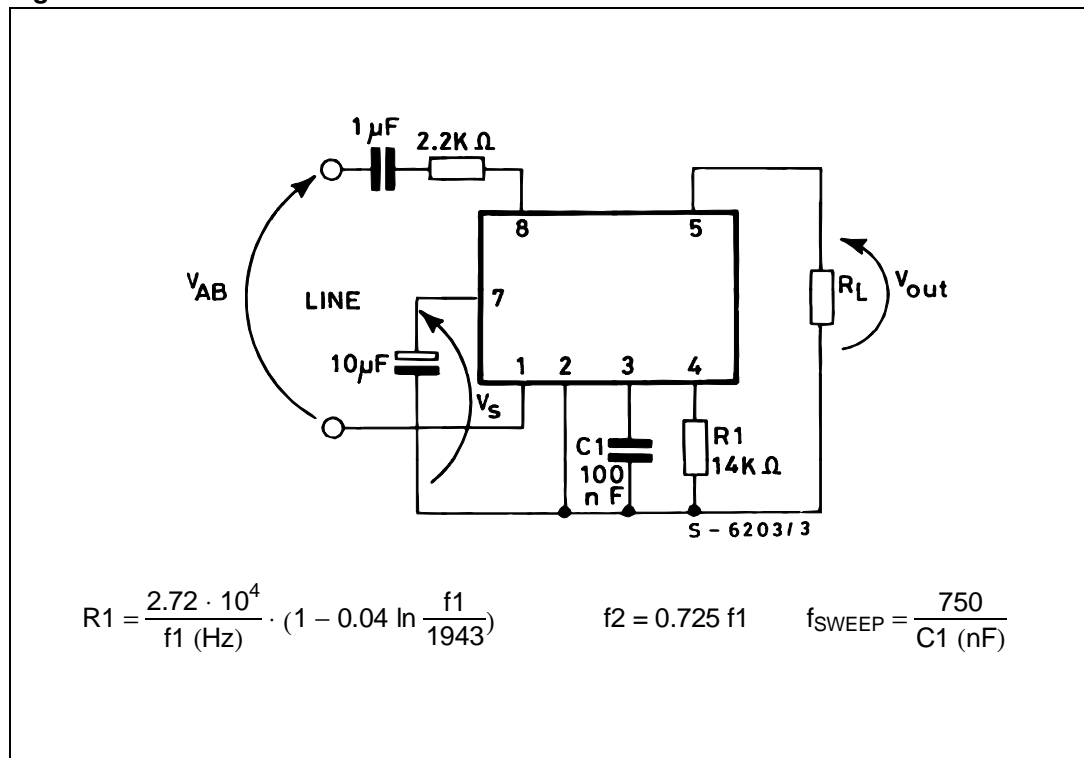 1 µF
2.2K Ω
8
5
V_AB
LINE
7
R_L
V_out
10µF
1
2
3
4
V_S
C1
100
n F
R1
14K Ω
S - 6203 / 3
R1 = 2.72 · 10^4 / f1 (Hz) · (1 − 0.04 ln f1 / 1943)
f2 = 0.725 f1
f_SWEEP = 750 / C1 (nF)